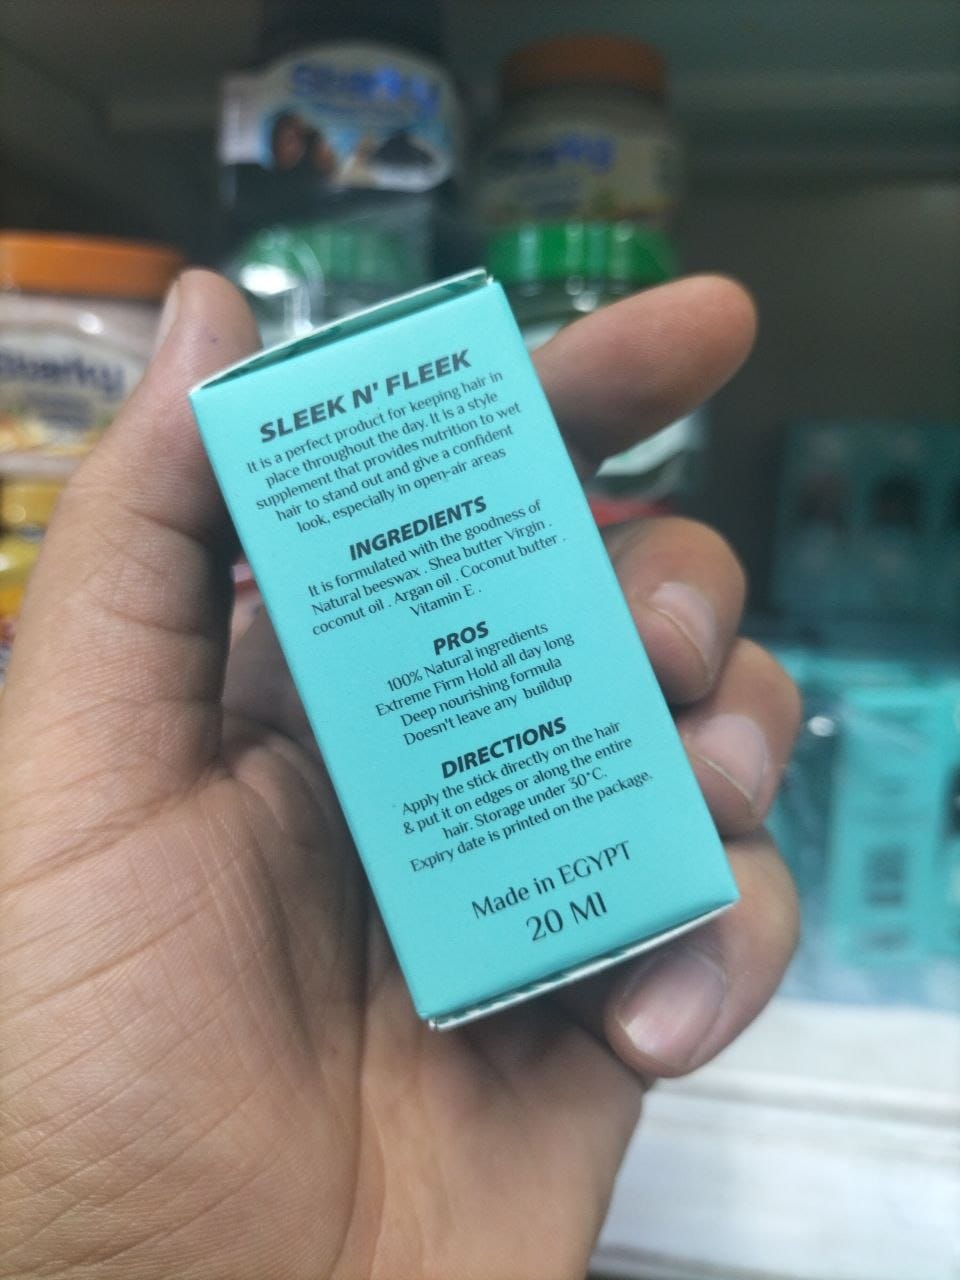 SLEEK N' FLEEK
It is a perfect product for keeping hair in
place throughout the day. It is a style
supplement that provides nutrition to wet
hair to stand out and give a confident
look, especially in open-air areas
INGREDIENTS
It is formulated with the goodness of
Natural beeswax . Shea butter Virgin .
coconut oil . Argan oil . Coconut butter .
Vitamin E .
PROS
100% Natural ingredients
Extreme Firm Hold all day long
Deep nourishing formula
Doesn't leave any buildup
DIRECTIONS
Apply the stick directly on the hair
& put it on edges or along the entire
hair. Storage under 30°C.
Expiry date is printed on the package.
Made in EGYPT
20 Ml